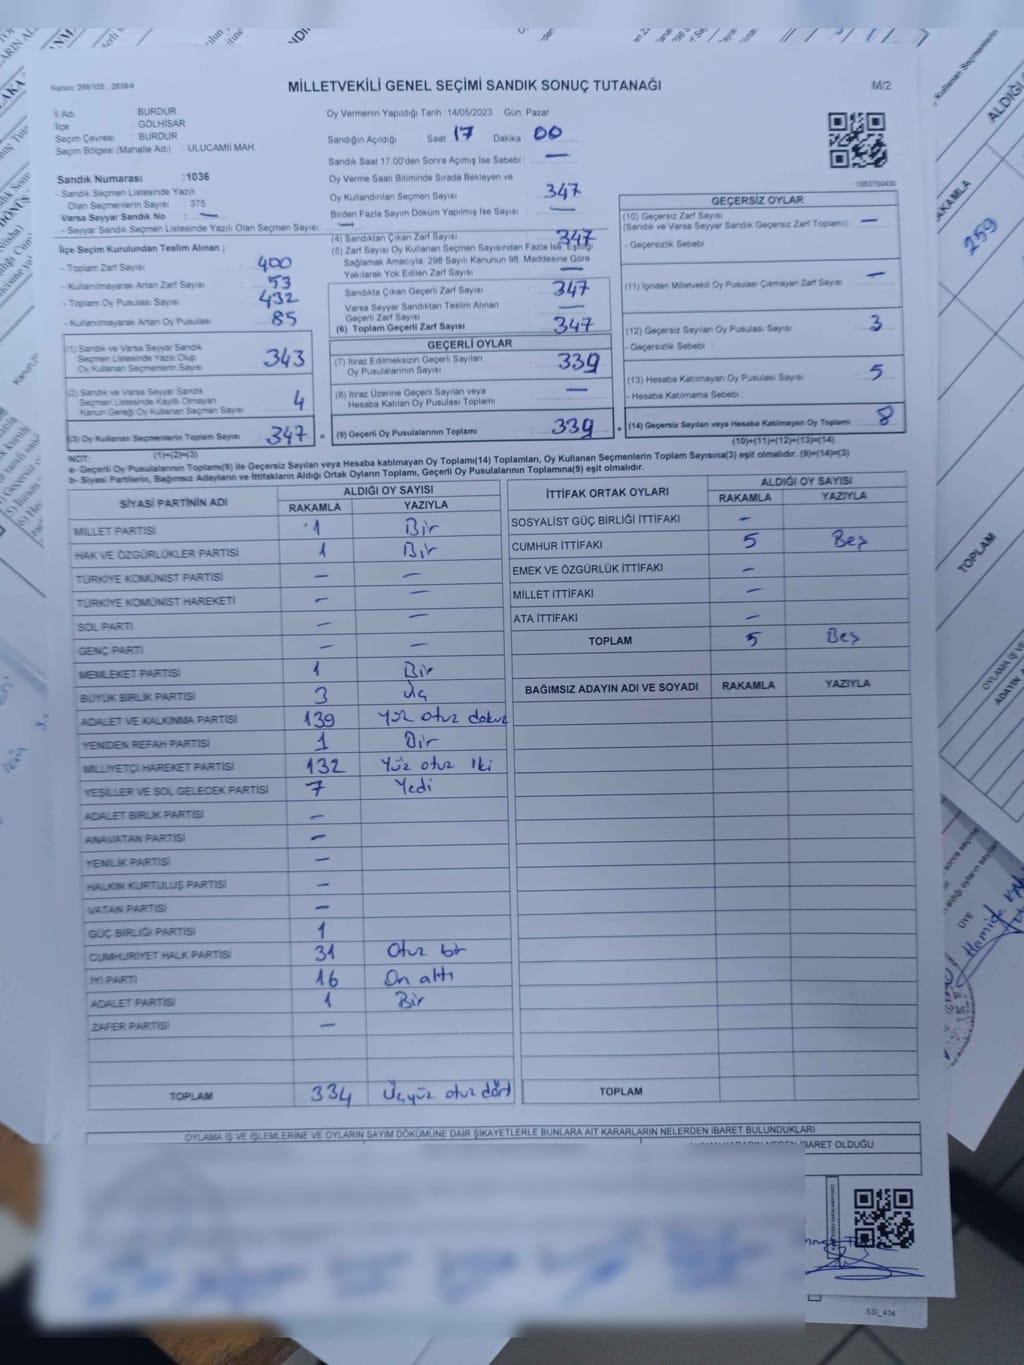 Kanun: 298/105, 2839/4
MİLLETVEKİLİ GENEL SEÇİMİ SANDIK SONUÇ TUTANAĞI
M/2
İl Adı : BURDUR
İlçe : GÖLHİSAR
Seçim Çevresi : BURDUR
Seçim Bölgesi (Mahalle Adı) : ULUCAMİİ MAH.
Sandık Numarası :1036
- Sandık Seçmen Listesinde Yazılı
Olan Seçmenlerin Sayısı : 375
Varsa Seyyar Sandık No : —
- Seyyar Sandık Seçmen Listesinde Yazılı Olan Seçmen Sayısı: —
İlçe Seçim Kurulundan Teslim Alınan ;
- Toplam Zarf Sayısı 400
- Kullanılmayarak Artan Zarf Sayısı 53
- Toplam Oy Pusulası Sayısı 432
- Kullanılmayarak Artan Oy Pusulası 85
(1) Sandık ve Varsa Seyyar Sandık
Seçmen Listesinde Yazılı Olup
Oy Kullanan Seçmenlerin Sayısı 343
(2) Sandık ve Varsa Seyyar Sandık
Seçmen Listesinde Kayıtlı Olmayan
Kanun Gereği Oy Kullanan Seçmen Sayısı 4
(3) Oy Kullanan Seçmenlerin Toplam Sayısı 347
(1)+(2)=(3)
Oy Vermenin Yapıldığı Tarih : 14/05/2023 Gün: Pazar
Sandığın Açıldığı Saat 17 Dakika 00
Sandık Saat 17.00'den Sonra Açımış İse Sebebi : —
Oy Verme Saati Bitiminde Sırada Bekleyen ve
Oy Kullandırılan Seçmen Sayısı 347
Birden Fazla Sayım Döküm Yapılmış İse Sayısı —
(4) Sandıktan Çıkan Zarf Sayısı 347
(5) Zarf Sayısı Oy Kullanan Seçmen Sayısından Fazla İse, Eşitliği
Sağlamak Amacıyla, 298 Sayılı Kanunun 98. Maddesine Göre
Yakılarak Yok Edilen Zarf Sayısı —
Sandıkta Çıkan Geçerli Zarf Sayısı 347
Varsa Seyyar Sandıktan Teslim Alınan
Geçerli Zarf Sayısı —
(6) Toplam Geçerli Zarf Sayısı 347
GEÇERLİ OYLAR
(7) İtiraz Edilmeksizin Geçerli Sayılan
Oy Pusulalarının Sayısı 339
(8) İtiraz Üzerine Geçerli Sayılan veya
Hesaba Katılan Oy Pusulası Toplamı —
= (9) Geçerli Oy Pusulalarının Toplamı 339
GEÇERSİZ OYLAR
(10) Geçersiz Zarf Sayısı
(Sandık ve Varsa Seyyar Sandık Geçersiz Zarf Toplamı) : —
- Geçersizlik Sebebi :
(11) İçinden Milletvekili Oy Pusulası Çıkmayan Zarf Sayısı —
(12) Geçersiz Sayılan Oy Pusulası Sayısı 3
- Geçersizlik Sebebi :
(13) Hesaba Katılmayan Oy Pusulası Sayısı 5
- Hesaba Katılmama Sebebi :
+ (14) Geçersiz Sayılan veya Hesaba Katılmayan Oy Pusulası Toplamı 8
(10)+(11)+(12)+(13)=(14)
NOT:
a- Geçerli Oy Pusulalarının Toplamı(9) ile Geçersiz Sayılan veya Hesaba katılmayan Oy Toplamı(14) Toplamları, Oy Kullanan Seçmenlerin Toplam Sayısına(3) eşit olmalıdır. (9)+(14)=(3)
b- Siyasi Partilerin, Bağımsız Adayların ve İttifakların Aldığı Ortak Oyların Toplamı, Geçerli Oy Pusulalarının Toplamına(9) eşit olmalıdır.
SİYASİ PARTİNİN ADI ALDIĞI OY SAYISI
RAKAMLA YAZIYLA
MİLLET PARTİSİ 1 Bir
HAK VE ÖZGÜRLÜKLER PARTİSİ 1 Bir
TÜRKİYE KOMÜNİST PARTİSİ — —
TÜRKİYE KOMÜNİST HAREKETİ — —
SOL PARTİ — —
GENÇ PARTİ — —
MEMLEKET PARTİSİ 1 Bir
BÜYÜK BİRLİK PARTİSİ 3 Üç
ADALET VE KALKINMA PARTİSİ 139 Yüz otuz dokuz
YENİDEN REFAH PARTİSİ 1 Bir
MİLLİYETÇİ HAREKET PARTİSİ 132 Yüz otuz iki
YEŞİLLER VE SOL GELECEK PARTİSİ 7 Yedi
ADALET BİRLİK PARTİSİ —
ANAVATAN PARTİSİ —
YENİLİK PARTİSİ —
HALKIN KURTULUŞ PARTİSİ —
VATAN PARTİSİ —
GÜÇ BİRLİĞİ PARTİSİ 1
CUMHURİYET HALK PARTİSİ 31 Otuz bir
İYİ PARTİ 16 On altı
ADALET PARTİSİ 1 Bir
ZAFER PARTİSİ —
TOPLAM 334 Üçyüz otuz dört
İTTİFAK ORTAK OYLARI ALDIĞI OY SAYISI
RAKAMLA YAZIYLA
SOSYALİST GÜÇ BİRLİĞİ İTTİFAKI —
CUMHUR İTTİFAKI 5 Beş
EMEK VE ÖZGÜRLÜK İTTİFAKI —
MİLLET İTTİFAKI —
ATA İTTİFAKI —
TOPLAM 5 Beş
BAĞIMSIZ ADAYIN ADI VE SOYADI RAKAMLA YAZIYLA
TOPLAM
OYLAMA İŞ VE İŞLEMLERİNE VE OYLARIN SAYIM DÖKÜMÜNE DAİR ŞİKAYETLERLE BUNLARA AİT KARARLARIN NELERDEN İBARET BULUNDUKLARI
İBARET OLDUĞU
SSİ_404
Kullanan Seçmenlerin
ALDIĞI
RAKAMLA
259
TOPLAM
OYLAMA İŞ
ADAYIN
ÜYE
Hamide